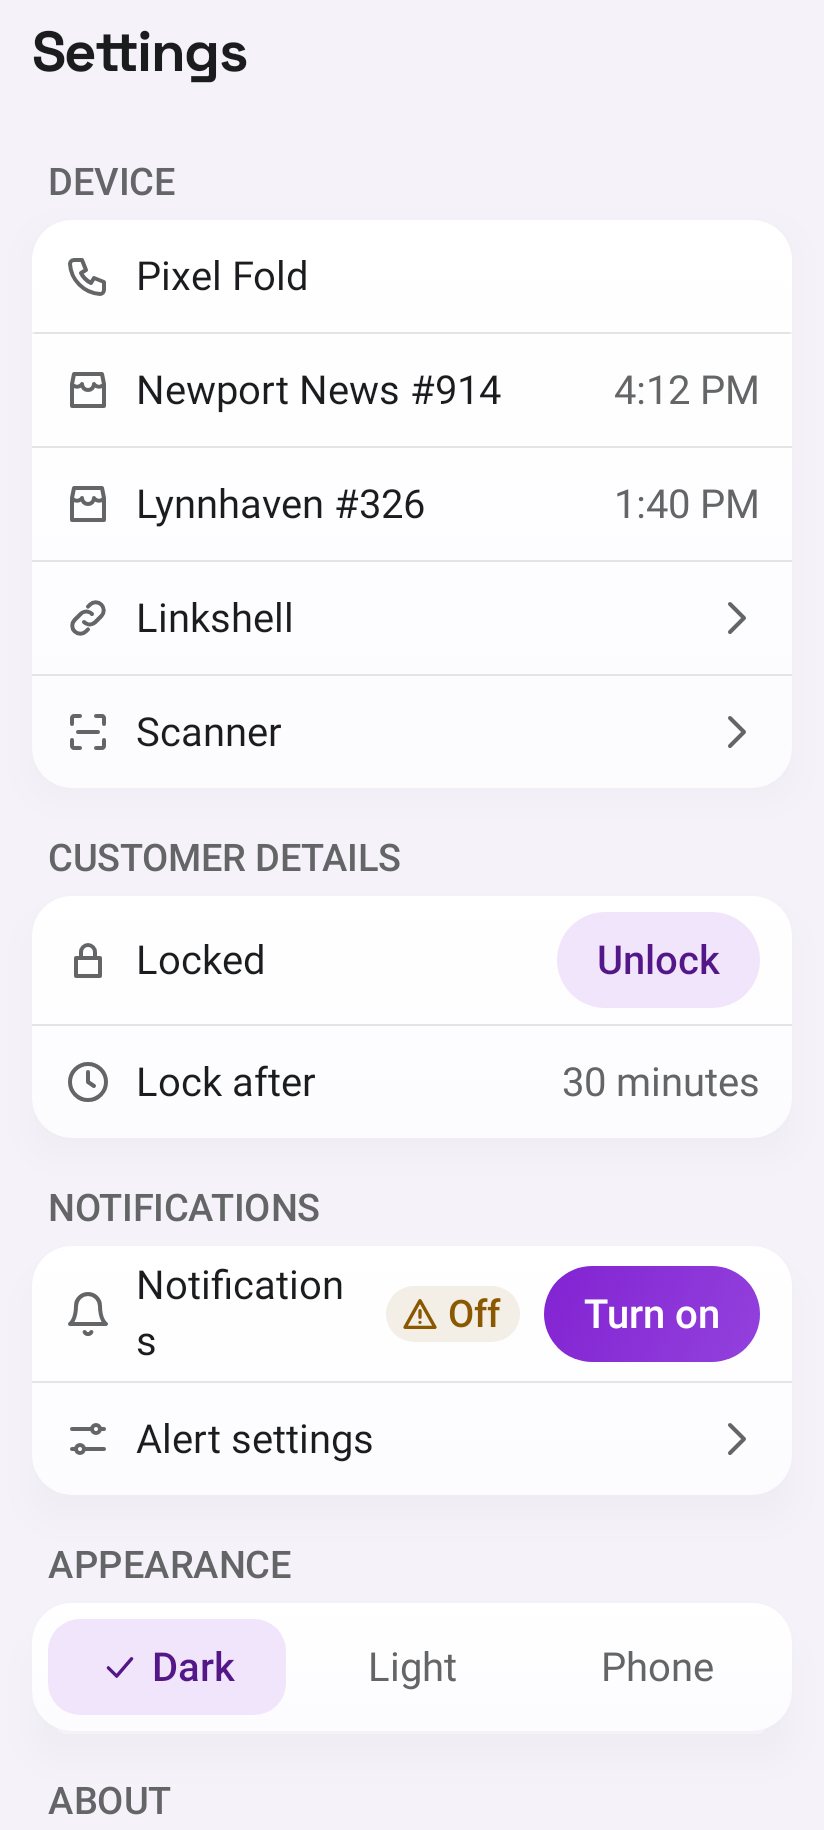 Settings
DEVICE
Pixel Fold
Newport News #914 4:12 PM
Lynnhaven #326 1:40 PM
Linkshell
Scanner
CUSTOMER DETAILS
Locked Unlock
Lock after 30 minutes
NOTIFICATIONS
Notification
s
Off Turn on
Alert settings
APPEARANCE
Dark Light Phone
ABOUT